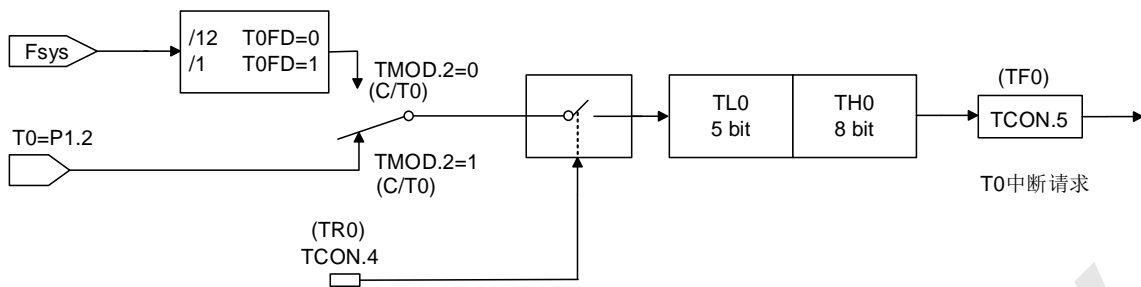 Fsys
/12 T0FD=0
/1 T0FD=1
TMOD.2=0
(C/T0)
T0=P1.2
TMOD.2=1
(C/T0)
(TR0)
TCON.4
TL0
5 bit
TH0
8 bit
(TF0)
TCON.5
T0中断请求